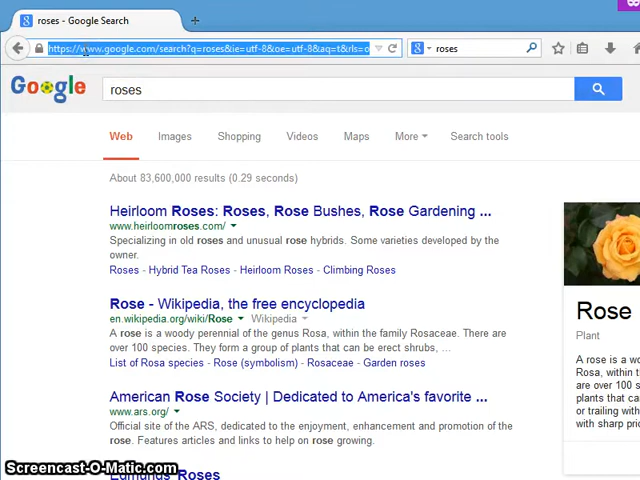 roses - Google Search
https://www.google.com/search?q=roses&ie=utf-8&oe=utf-8&aq=t&rls=o
roses
Google
roses
Web Images Shopping Videos Maps More Search tools
About 83,600,000 results (0.29 seconds)
Heirloom Roses: Roses, Rose Bushes, Rose Gardening ...
www.heirloomroses.com/
Specializing in old roses and unusual rose hybrids. Some varieties developed by the
owner.
Roses - Hybrid Tea Roses - Heirloom Roses - Climbing Roses
Rose - Wikipedia, the free encyclopedia
en.wikipedia.org/wiki/Rose Wikipedia
A rose is a woody perennial of the genus Rosa, within the family Rosaceae. There are
over 100 species. They form a group of plants that can be erect shrubs, ...
List of Rosa species - Rose (symbolism) - Rosaceae - Garden roses
American Rose Society | Dedicated to America's favorite ...
www.ars.org/
Official site of the ARS, dedicated to the enjoyment, enhancement and promotion of the
rose. Features articles and links to help on rose growing.
Edmunds' Roses
Rose
Plant
A rose is a wo
Rosa, within t
are over 100 s
plants that ca
or trailing with
with sharp pric
Screencast-O-Matic.com